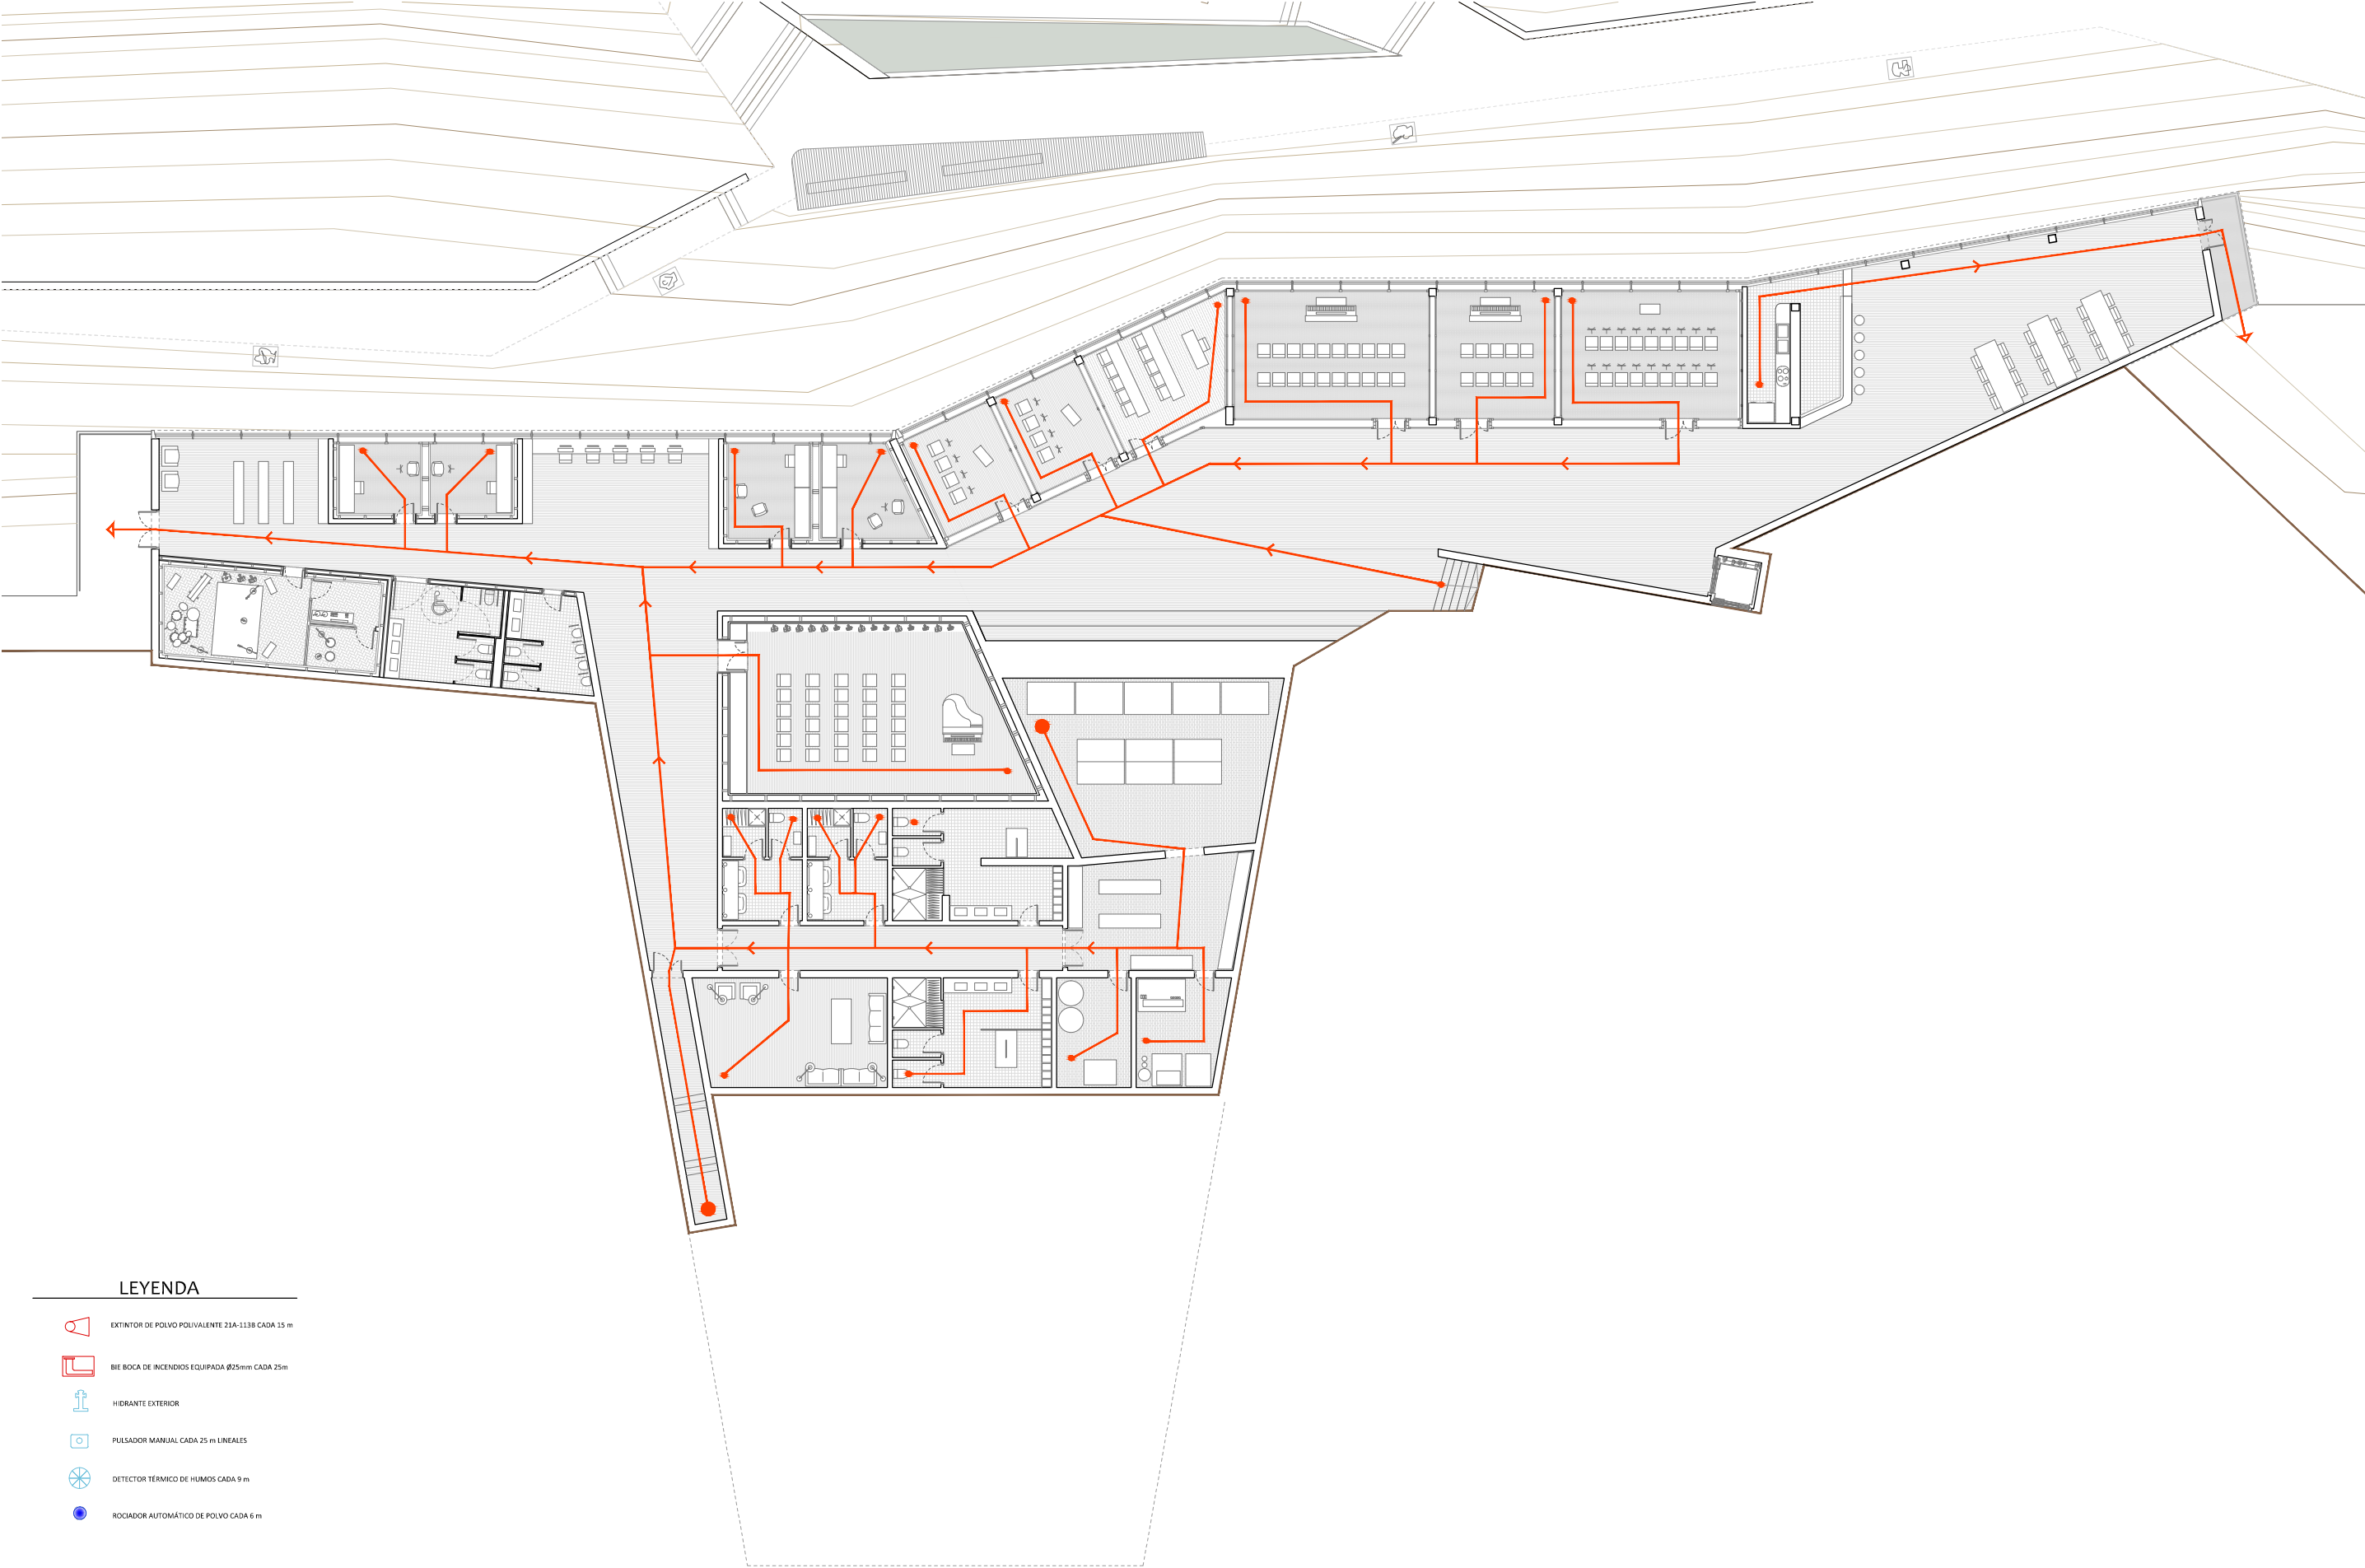 LEYENDA
EXTINTOR DE POLVO POLIVALENTE 21A-113B CADA 15 m
BIE BOCA DE INCENDIOS EQUIPADA Ø25mm CADA 25m
HIDRANTE EXTERIOR
PULSADOR MANUAL CADA 25 m LINEALES
DETECTOR TÉRMICO DE HUMOS CADA 9 m
ROCIADOR AUTOMÁTICO DE POLVO CADA 6 m